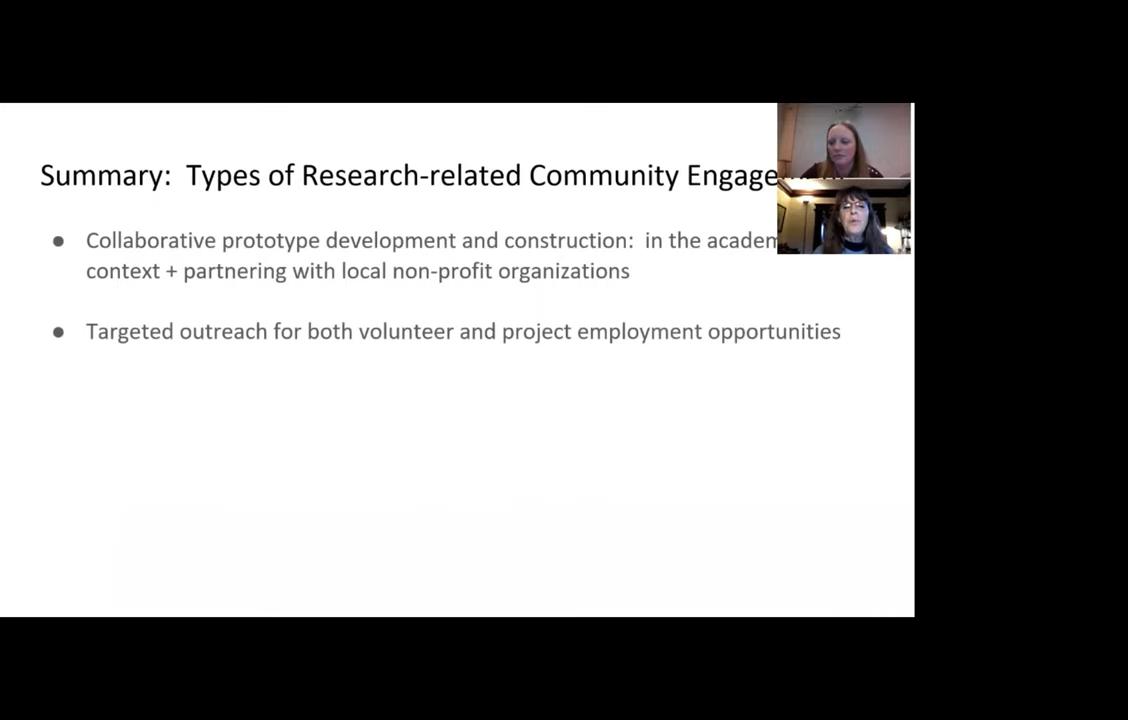 Summary: Types of Research-related Community Engage
● Collaborative prototype development and construction: in the academ
context + partnering with local non-profit organizations
● Targeted outreach for both volunteer and project employment opportunities